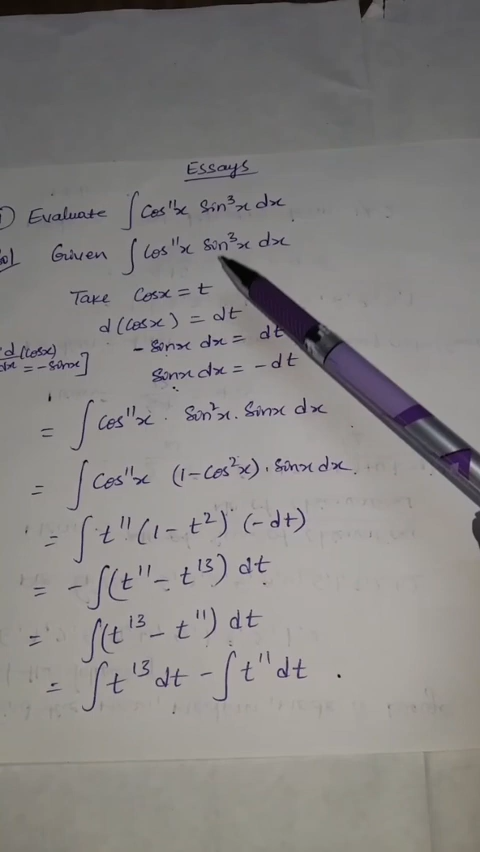 Essays
1) Evaluate ∫ Cos¹¹x Sin³x dx
Sol Given ∫ Cos¹¹x Sin³x dx
Take Cosx = t
d(cosx) = dt
- Sinx dx = dt
[d/dx (cosx) = -sinx]
Sinx dx = -dt
= ∫ Cos¹¹x . Sin²x . Sinx dx
= ∫ Cos¹¹x (1-Cos²x) . Sinx dx.
= ∫ t¹¹ (1 - t²) (-dt)
= -∫(t¹¹ - t¹³) dt
= ∫(t¹³ - t¹¹) dt
= ∫ t¹³ dt - ∫ t¹¹ dt .